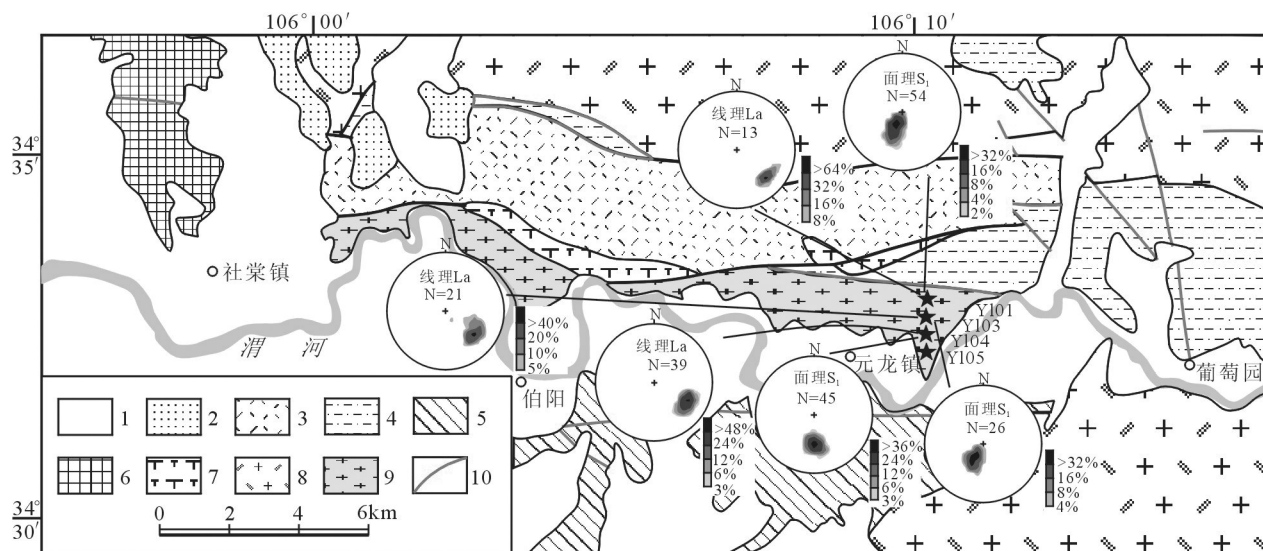 106° 00′
106° 10′
34°
35′
34°
30′
N
线理La
N=13
>64%
32%
16%
8%
N
面理S₁
N=54
>32%
16%
8%
4%
2%
N
线理La
N=21
>40%
20%
10%
5%
N
线理La
N=39
>48%
24%
12%
6%
3%
N
面理S₁
N=45
>36%
24%
12%
6%
3%
N
面理S₁
N=26
>32%
16%
8%
4%
Yl01
Yl03
Yl04
Yl05
社棠镇
渭河
伯阳
元龙镇
葡萄园
1
2
3
4
5
6
7
8
9
10
0 2 4 6km